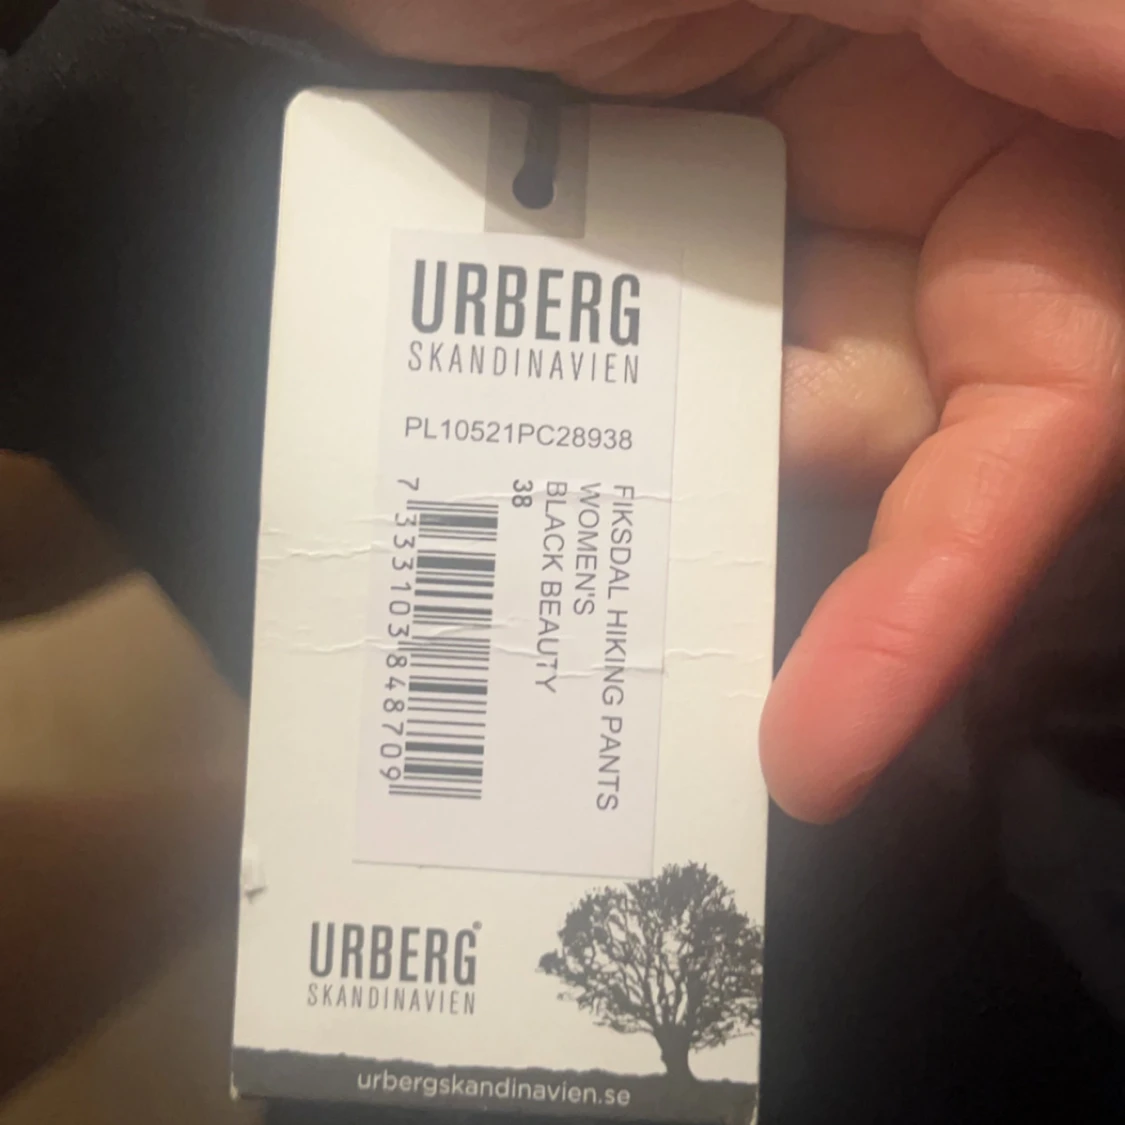 URBERG
SKANDINAVIEN
PL10521PC28938
FIKSDAL HIKING PANTS
WOMEN'S
BLACK BEAUTY
38
7 333103 848709
URBERG®
SKANDINAVIEN
urbergskandinavien.se